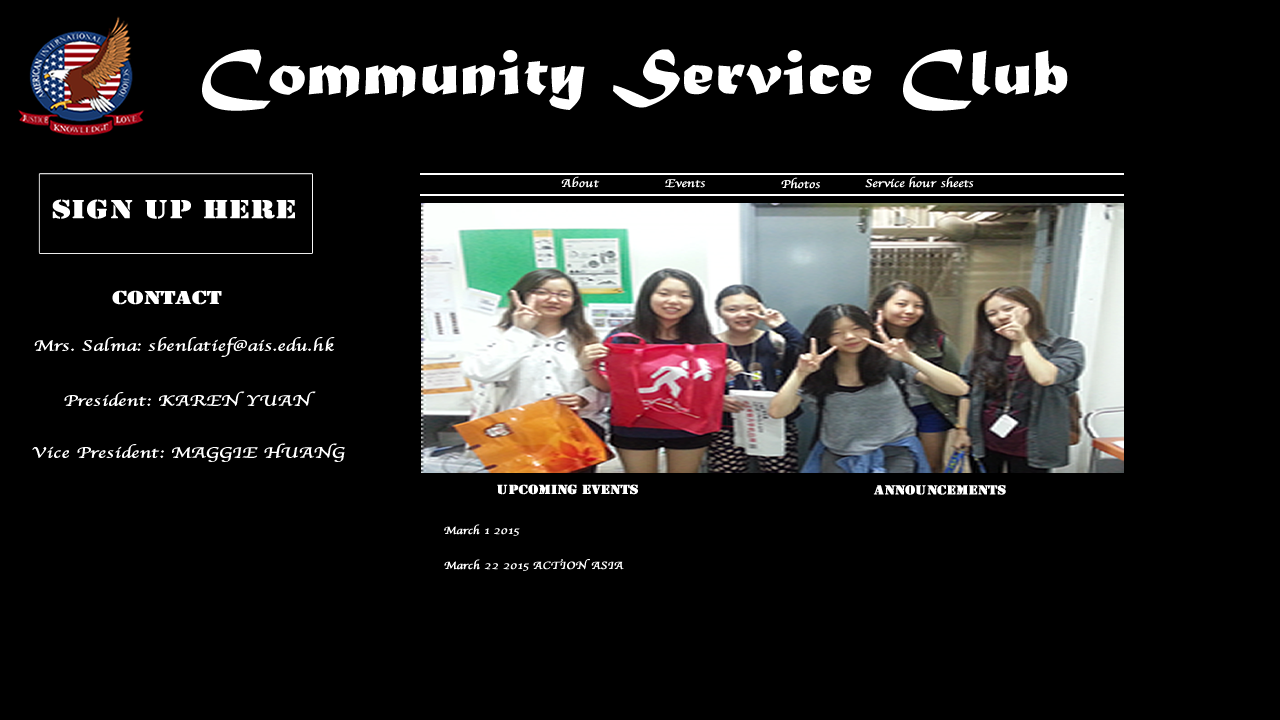 AMERICAN INTERNATIONAL SCHOOL
JUSTICE KNOWLEDGE LOVE
Community Service Club
SIGN UP HERE
CONTACT
Mrs. Salma: sbenlatief@ais.edu.hk
President: KAREN YUAN
Vice President: MAGGIE HUANG
About Events Photos Service hour sheets
UPCOMING EVENTS
March 1 2015
March 22 2015 ACTION ASIA
ANNOUNCEMENTS